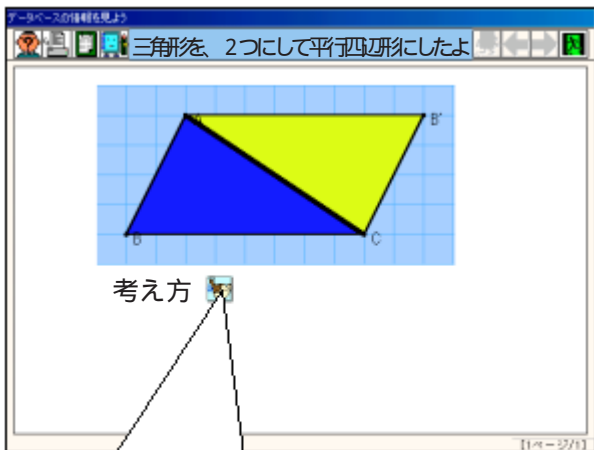 データベースの情報を見よう
三角形を、2つにして平行四辺形にしたよ
A
B'
B
C
考え方
[1ページ/1]